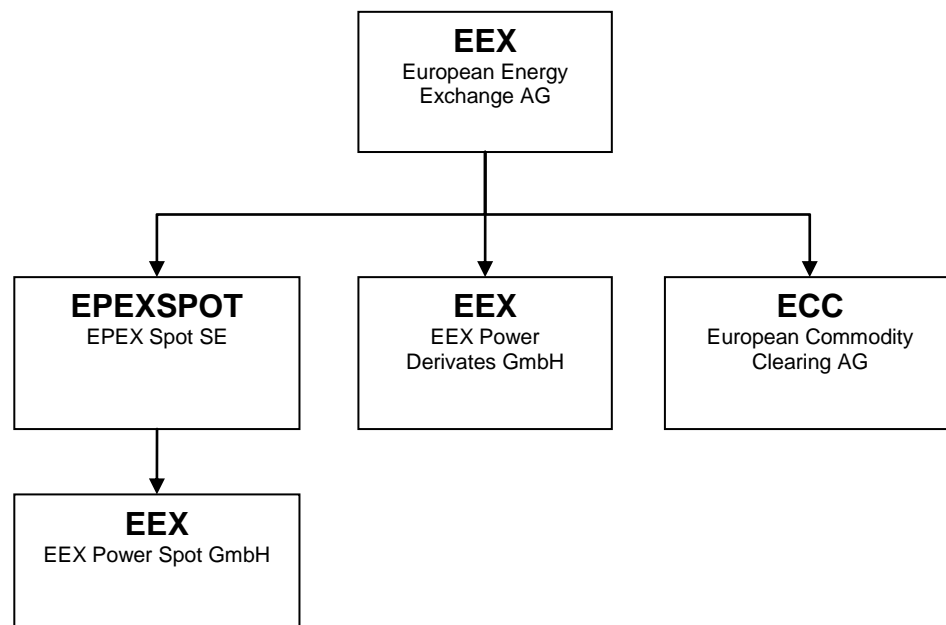 EEX
European Energy
Exchange AG
EPEXSPOT
EPEX Spot SE
EEX
EEX Power
Derivates GmbH
ECC
European Commodity
Clearing AG
EEX
EEX Power Spot GmbH